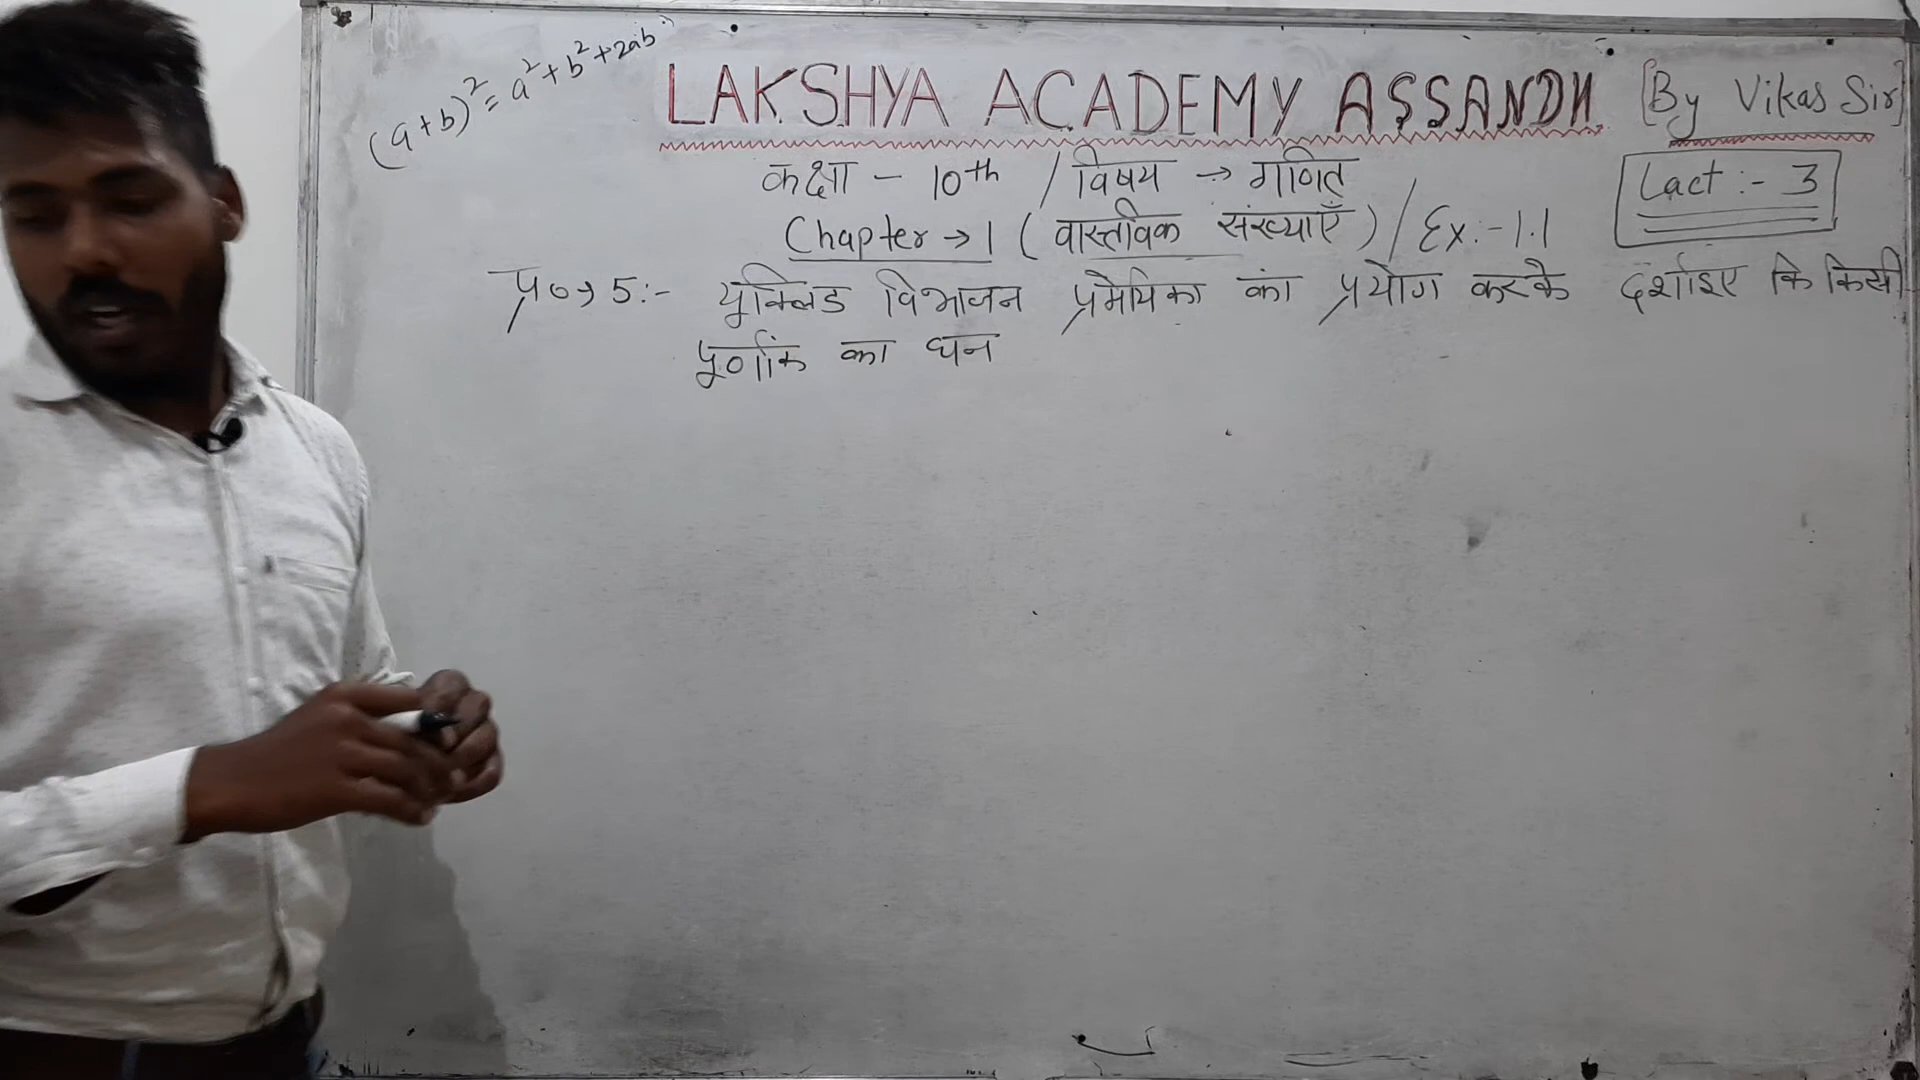 (a+b)² = a² + b² + 2ab
LAKSHYA ACADEMY ASSANDH [By Vikas Sir]
कक्षा - 10th / विषय → गणित
Lact :- 3
Chapter → 1 ( वास्तविक संख्याएँ ) / Ex :- 1.1
प्र० → 5 :- यूक्लिड विभाजन प्रमेयिका का प्रयोग करके दर्शाइए कि किसी
पूर्णांक का घन